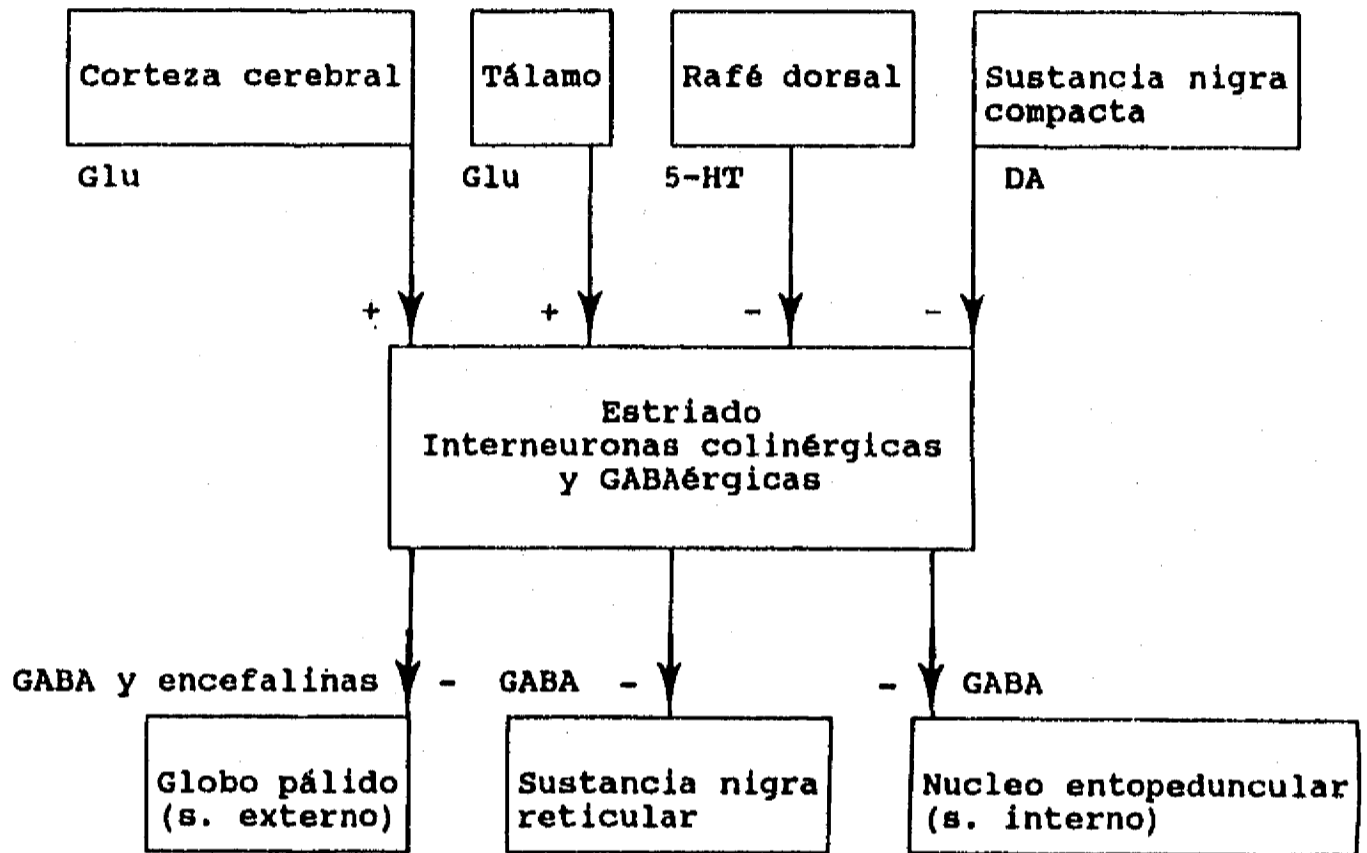 Corteza cerebral
Tálamo
Rafé dorsal
Sustancia nigra
compacta
Glu
Glu
5-HT
DA
+
+
-
-
Estriado
Interneuronas colinérgicas
y GABAérgicas
GABA y encefalinas
-
GABA
-
-
GABA
Globo pálido
(s. externo)
Sustancia nigra
reticular
Nucleo entopeduncular
(s. interno)